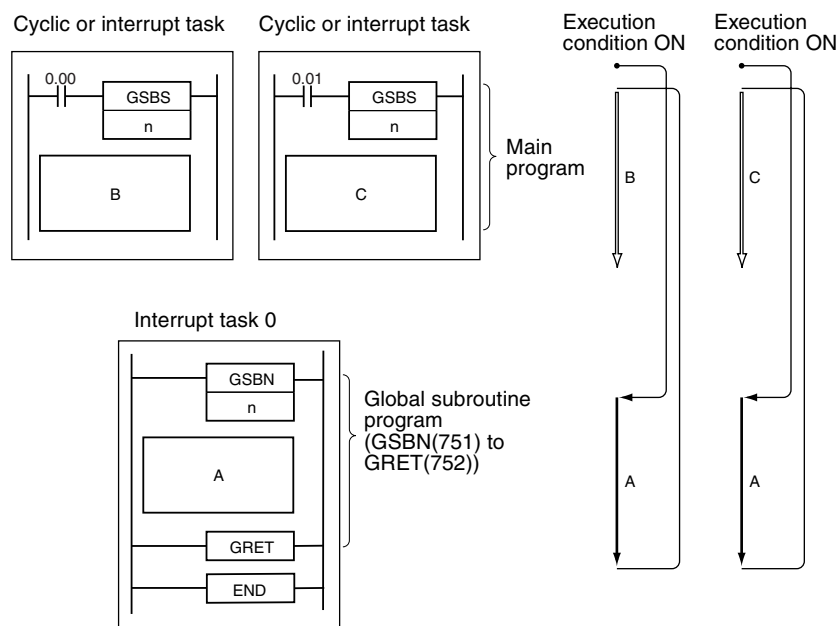 Cyclic or interrupt task
0.00
GSBS
n
B
Cyclic or interrupt task
0.01
GSBS
n
C
Main
program
Execution
condition ON
B
A
Execution
condition ON
C
A
Interrupt task 0
GSBN
n
A
GRET
END
Global subroutine
program
(GSBN(751) to
GRET(752))